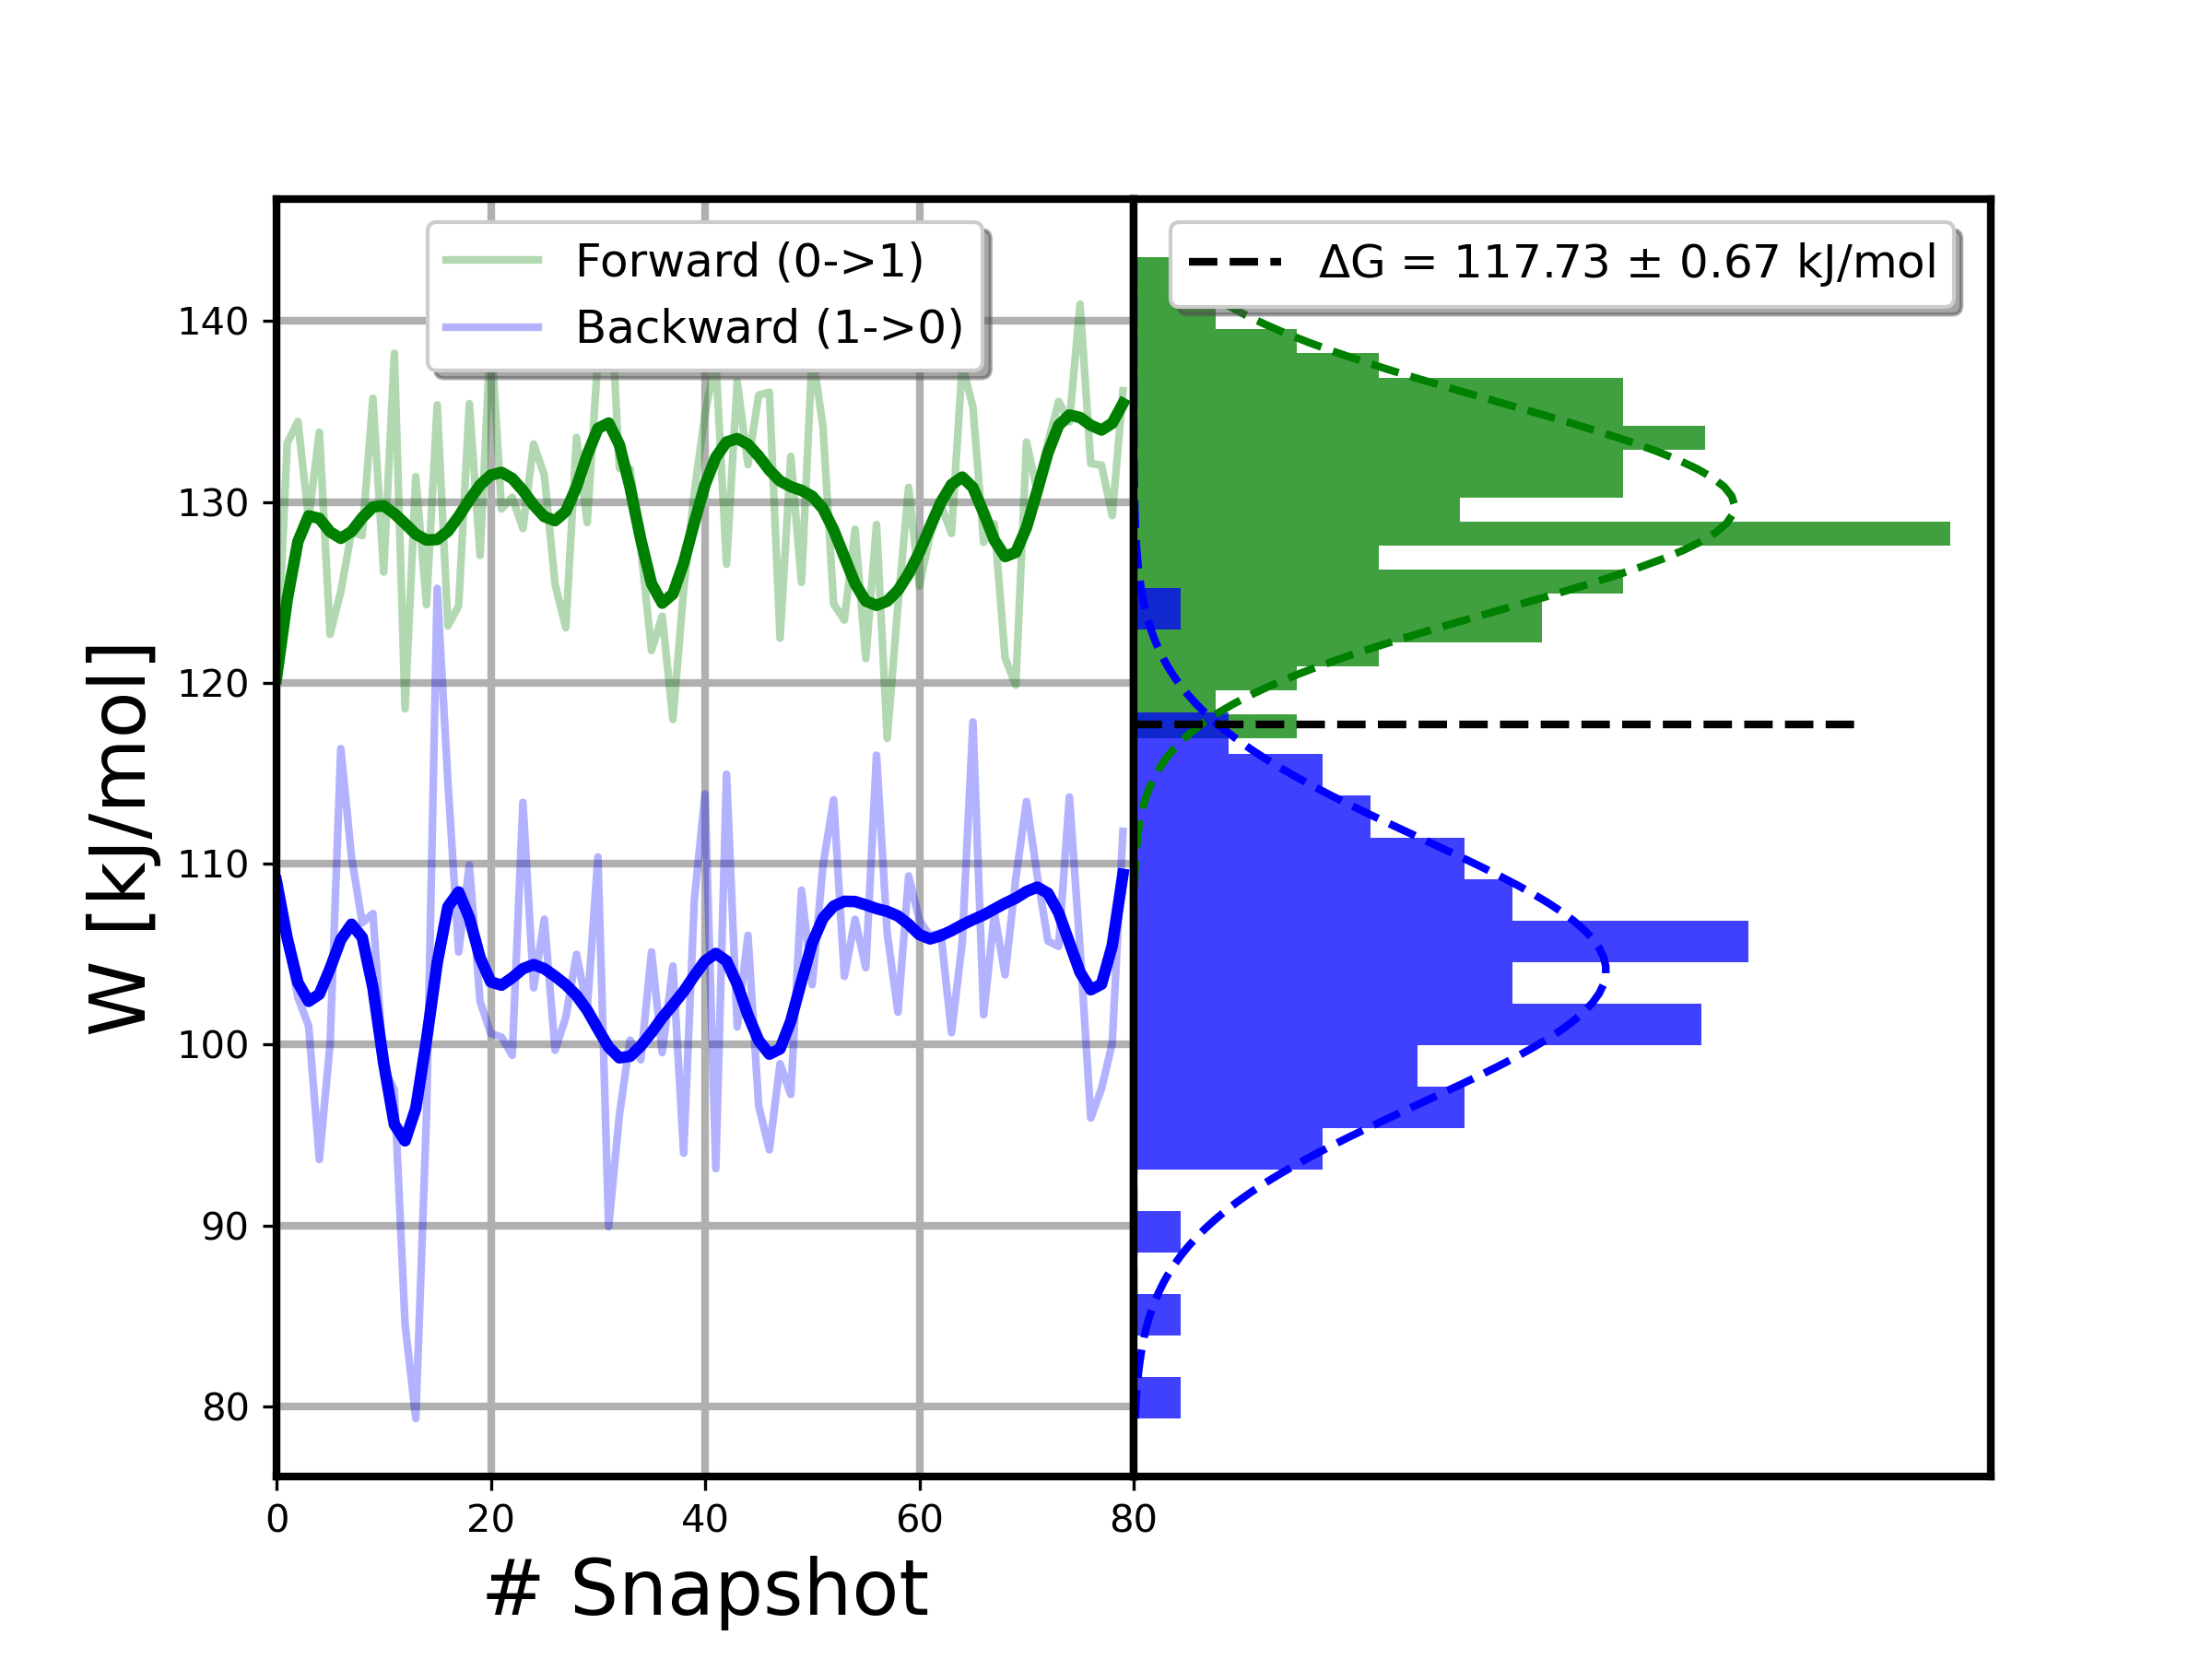 Forward (0->1)
Backward (1->0)
ΔG = 117.73 ± 0.67 kJ/mol
W [kJ/mol]
140
130
120
110
100
90
80
0 20 40 60 80
# Snapshot